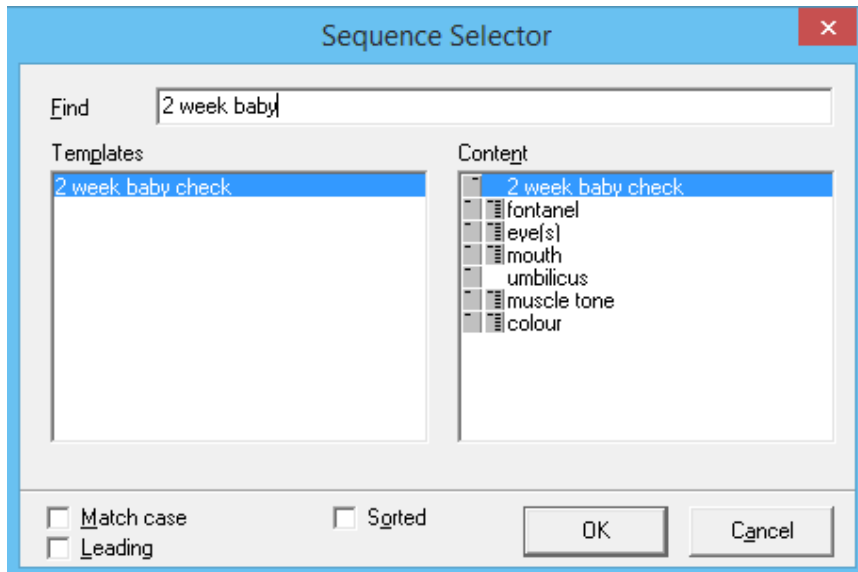 Sequence Selector
Find 2 week baby
Templates
2 week baby check
Content
2 week baby check
fontanel
eye(s)
mouth
umbilicus
muscle tone
colour
Match case
Leading
Sorted
OK
Cancel